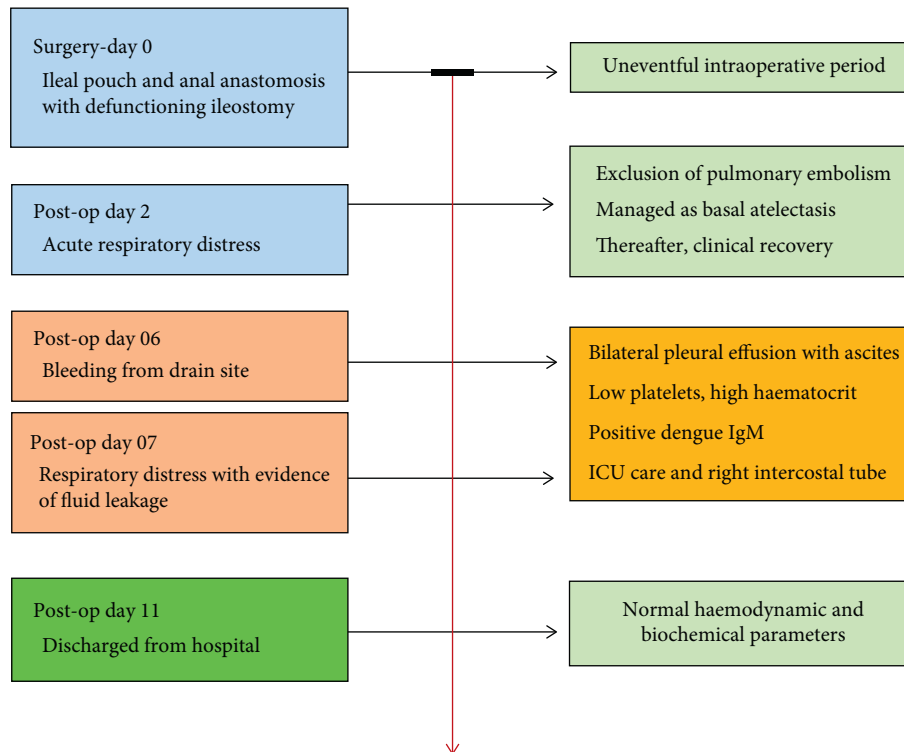 Surgery-day 0
Ileal pouch and anal anastomosis
with defunctioning ileostomy
Uneventful intraoperative period
Post-op day 2
Acute respiratory distress
Exclusion of pulmonary embolism
Managed as basal atelectasis
Thereafter, clinical recovery
Post-op day 06
Bleeding from drain site
Post-op day 07
Respiratory distress with evidence
of fluid leakage
Bilateral pleural effusion with ascites
Low platelets, high haematocrit
Positive dengue IgM
ICU care and right intercostal tube
Post-op day 11
Discharged from hospital
Normal haemodynamic and
biochemical parameters